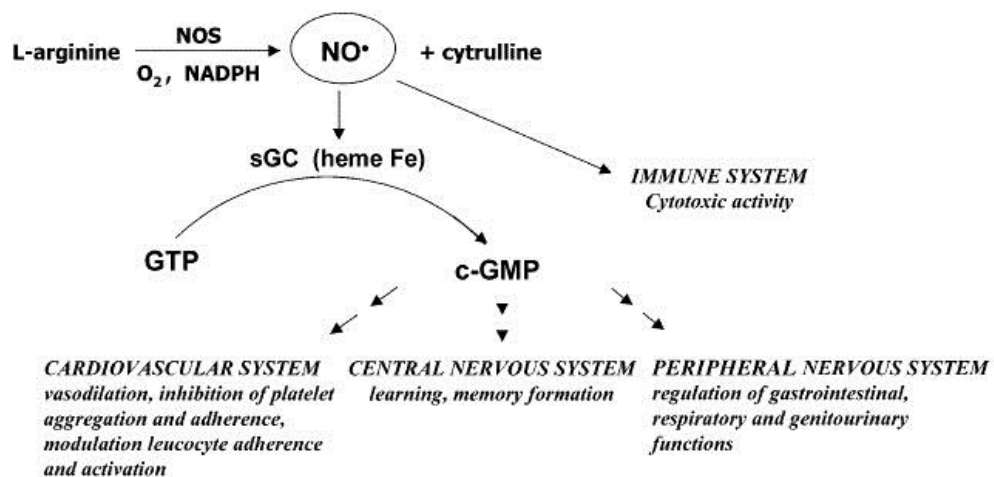 L-arginine NOS NO• + cytrulline
O₂, NADPH
sGC (heme Fe)
IMMUNE SYSTEM
Cytotoxic activity
GTP
c-GMP
CARDIOVASCULAR SYSTEM
vasodilation, inhibition of platelet
aggregation and adherence,
modulation leucocyte adherence
and activation
CENTRAL NERVOUS SYSTEM
learning, memory formation
PERIPHERAL NERVOUS SYSTEM
regulation of gastrointestinal,
respiratory and genitourinary
functions